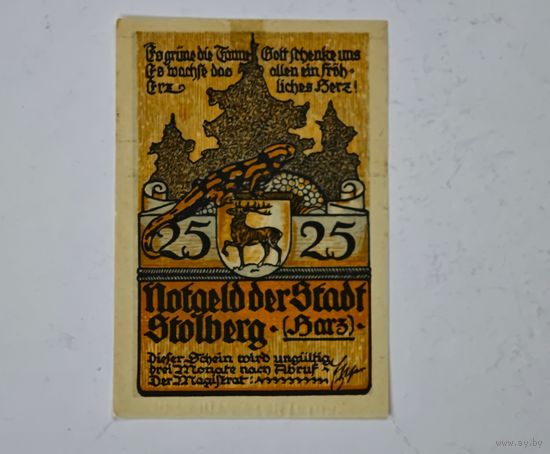 Es grüne die Tanne Gott schenke uns
Es wachse das allen ein fröh-
Erz liches Herz!
25 25
Notgeld der Stadt
Stolberg · (Harz) ·
Dieser Schein wird ungültig
drei Monate nach Abruf ·
Der Magistrat:
www.ay.by